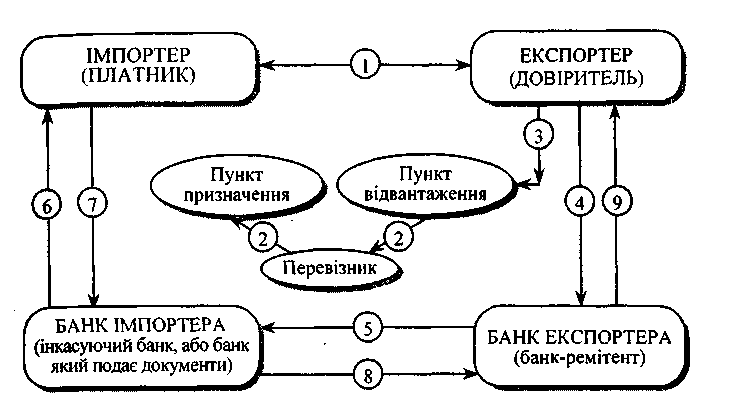 ІМПОРТЕР
(ПЛАТНИК)
1
ЕКСПОРТЕР
(ДОВІРИТЕЛЬ)
3
Пункт
призначення
Пункт
відвантаження
6
7
4
9
2
2
Перевізник
БАНК ІМПОРТЕРА
(інкасуючий банк, або банк
який подає документи)
5
8
БАНК ЕКСПОРТЕРА
(банк-ремітент)